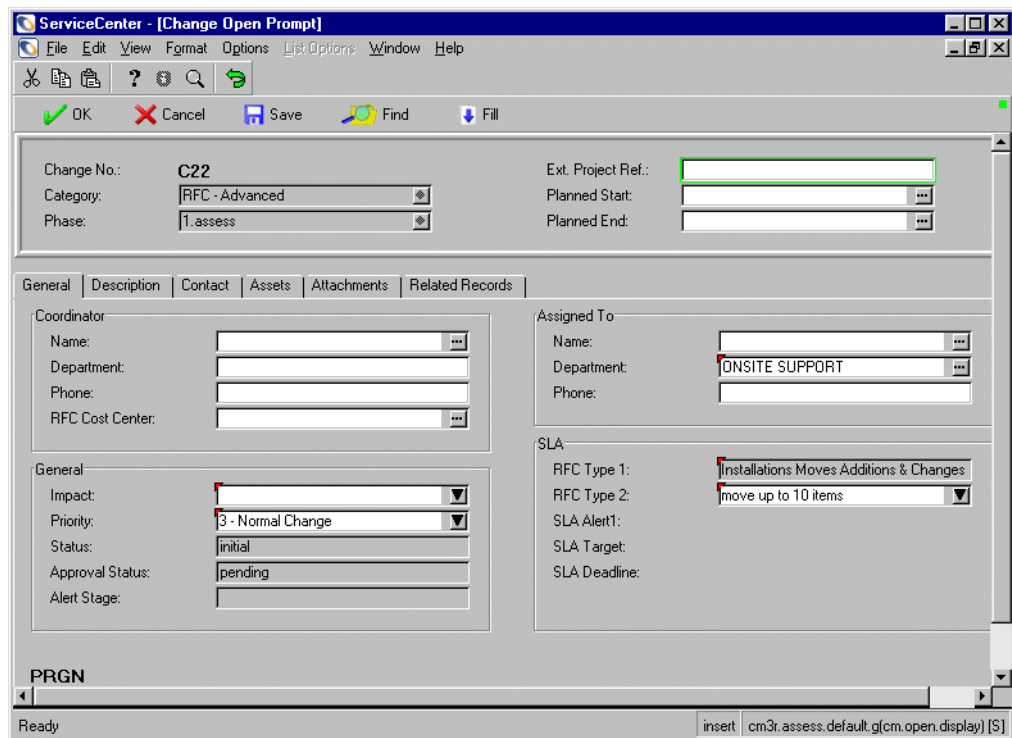 ServiceCenter - [Change Open Prompt]
File Edit View Format Options List Options Window Help
OK Cancel Save Find Fill
Change No.: C22 Ext. Project Ref.:
Category: RFC - Advanced Planned Start:
Phase: 1.assess Planned End:
General Description Contact Assets Attachments Related Records
Coordinator Assigned To
Name: Name:
Department: Department: ONSITE SUPPORT
Phone: Phone:
RFC Cost Center:
SLA
General RFC Type 1: Installations Moves Additions & Changes
Impact: RFC Type 2: move up to 10 items
Priority: 3 - Normal Change SLA Alert1:
Status: initial SLA Target:
Approval Status: pending SLA Deadline:
Alert Stage:
PRGN
Ready insert cm3r.assess.default.g(cm.open.display) [S]